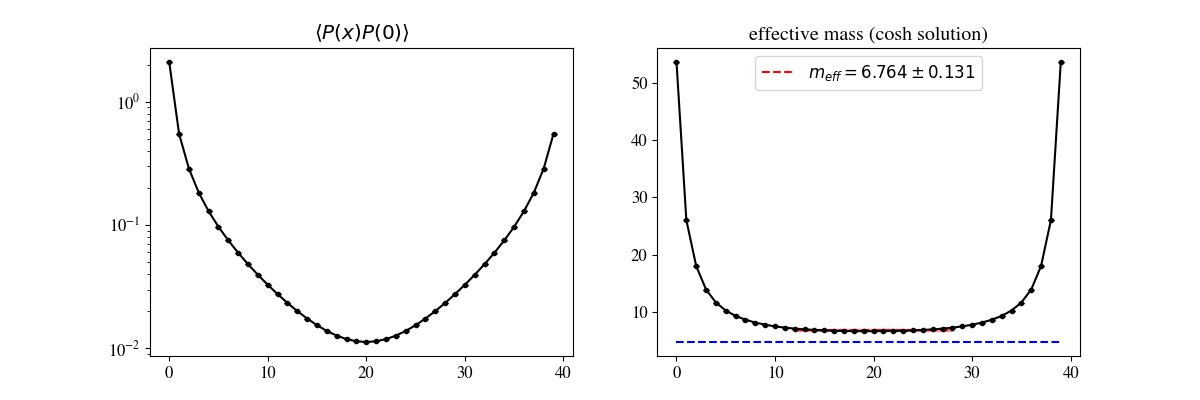 ⟨P(x)P(0)⟩
10⁰
10⁻¹
10⁻²
0 10 20 30 40
effective mass (cosh solution)
m_eff = 6.764 ± 0.131
50
40
30
20
10
0 10 20 30 40